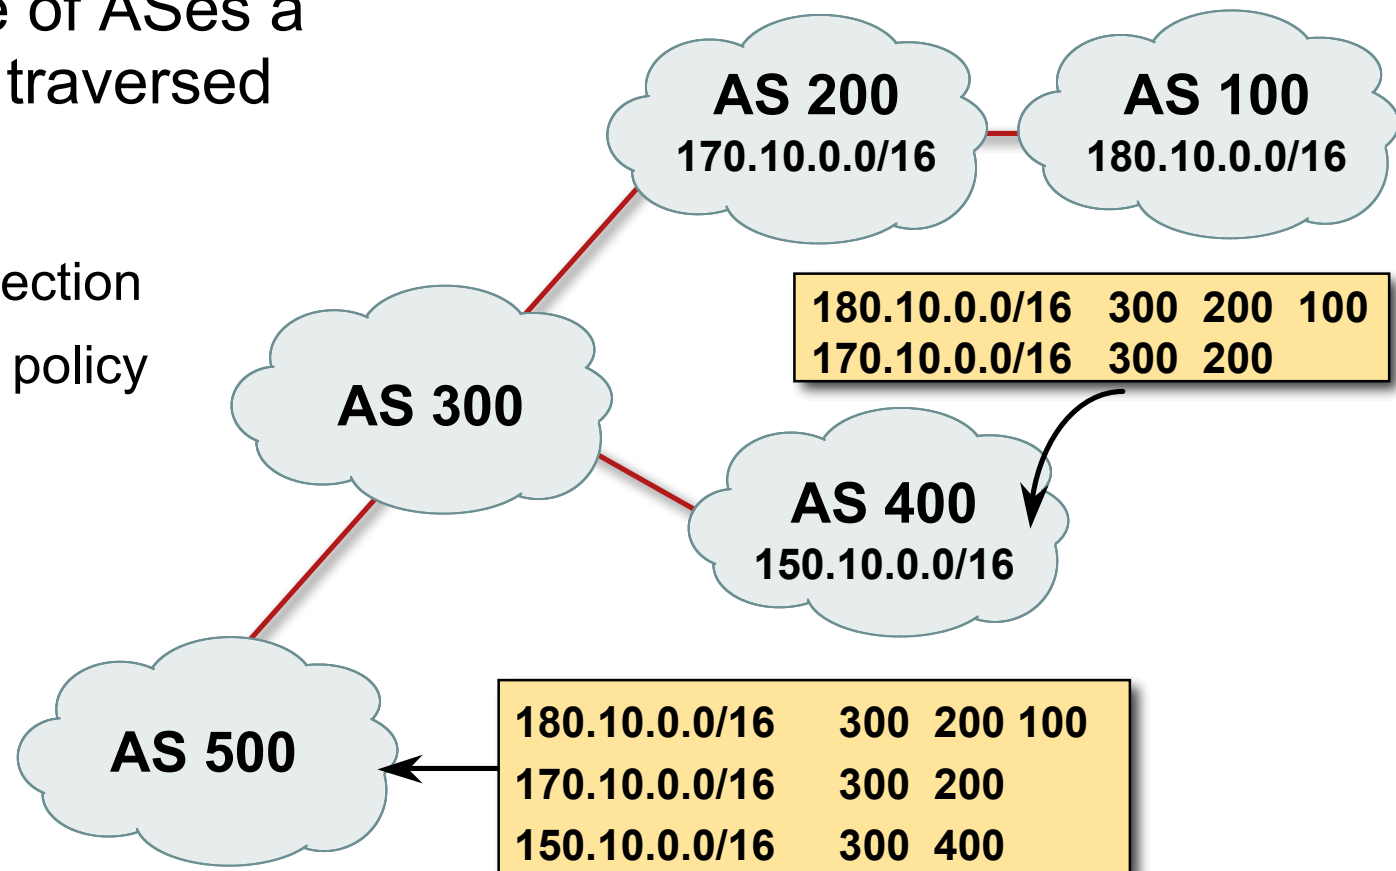 e of ASes a
traversed
ection
policy
AS 200
170.10.0.0/16
AS 100
180.10.0.0/16
180.10.0.0/16 300 200 100
170.10.0.0/16 300 200
AS 300
AS 400
150.10.0.0/16
AS 500
180.10.0.0/16 300 200 100
170.10.0.0/16 300 200
150.10.0.0/16 300 400